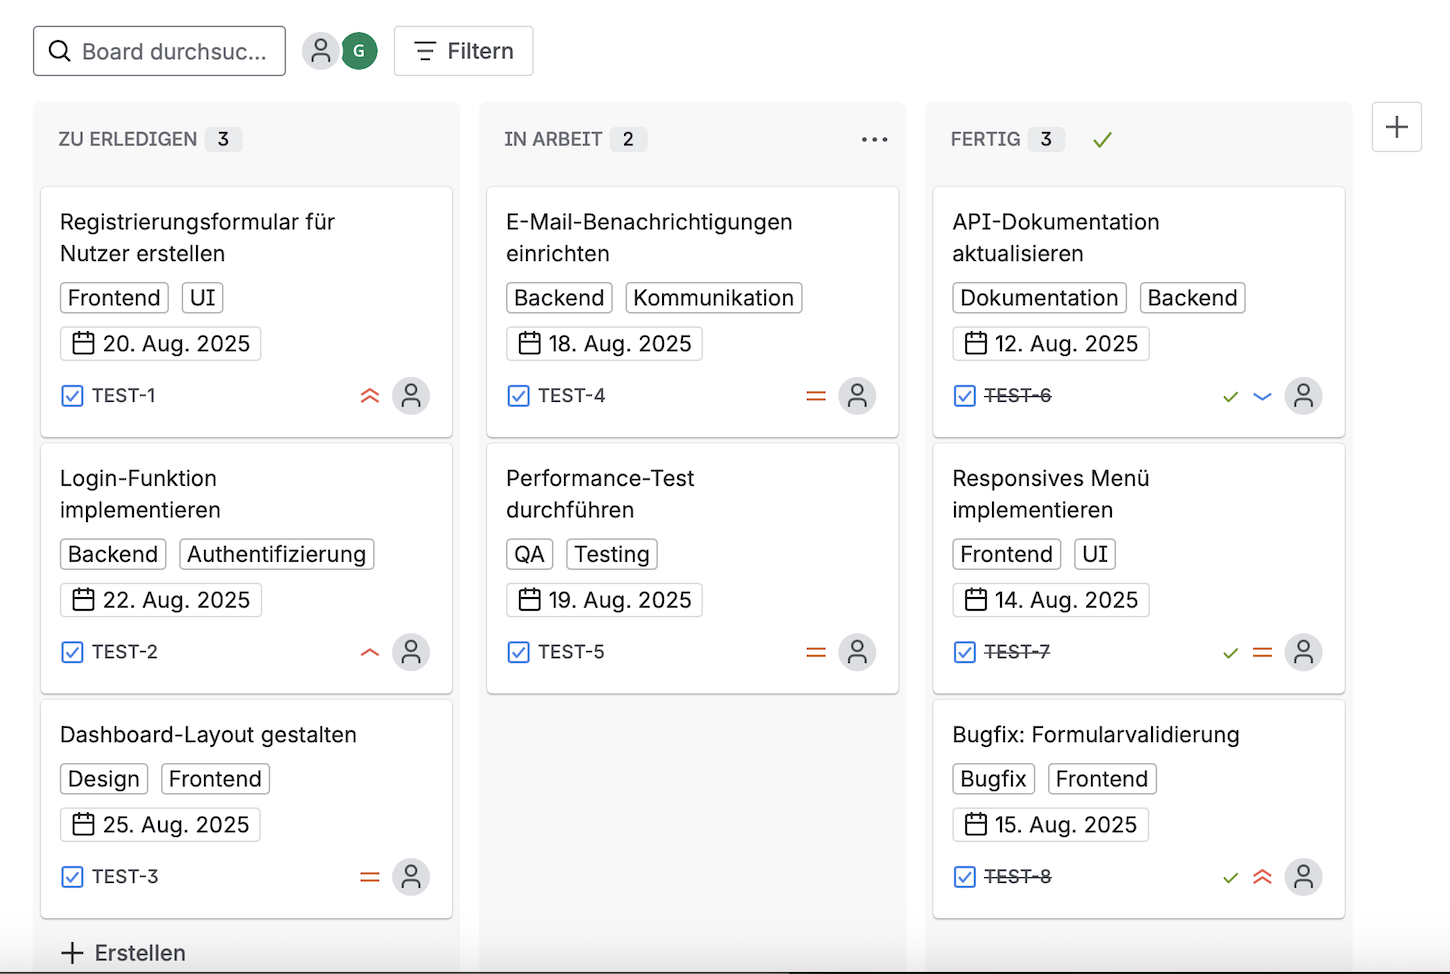 Board durchsuc...
G
Filtern
ZU ERLEDIGEN 3
Registrierungsformular für
Nutzer erstellen
Frontend UI
20. Aug. 2025
TEST-1
Login-Funktion
implementieren
Backend Authentifizierung
22. Aug. 2025
TEST-2
Dashboard-Layout gestalten
Design Frontend
25. Aug. 2025
TEST-3
Erstellen
IN ARBEIT 2
E-Mail-Benachrichtigungen
einrichten
Backend Kommunikation
18. Aug. 2025
TEST-4
Performance-Test
durchführen
QA Testing
19. Aug. 2025
TEST-5
FERTIG 3
API-Dokumentation
aktualisieren
Dokumentation Backend
12. Aug. 2025
TEST-6
Responsives Menü
implementieren
Frontend UI
14. Aug. 2025
TEST-7
Bugfix: Formularvalidierung
Bugfix Frontend
15. Aug. 2025
TEST-8